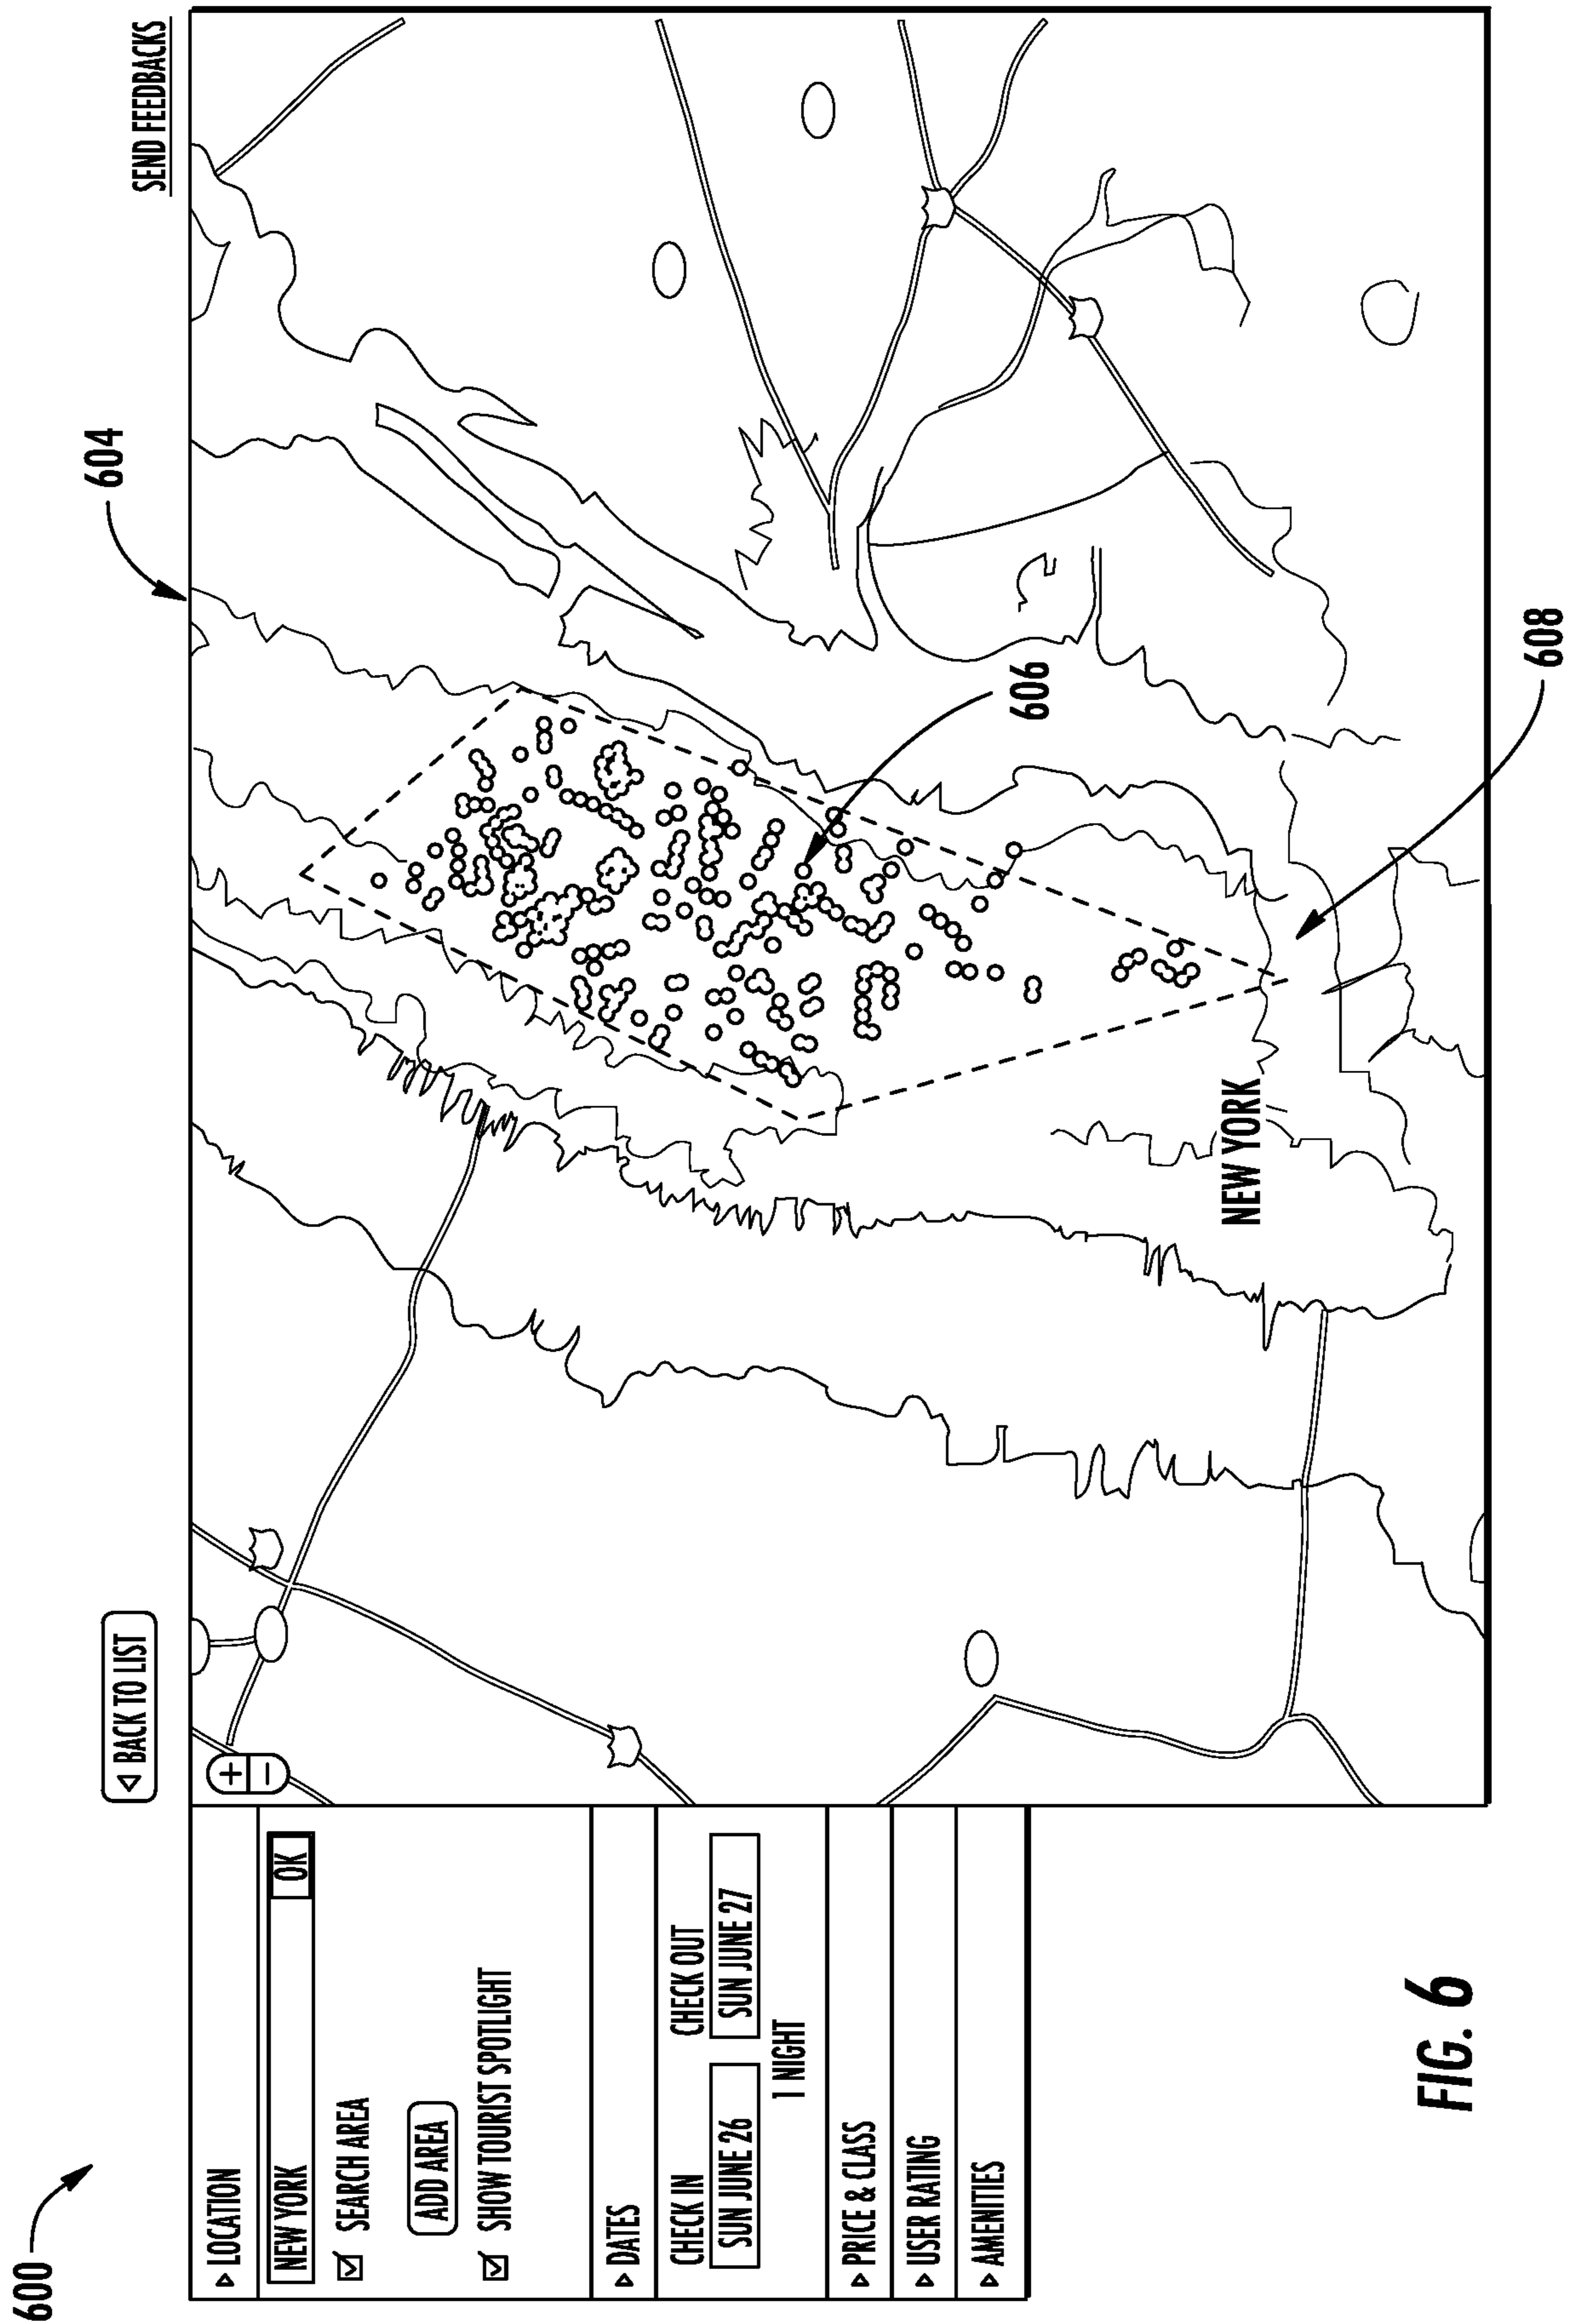 600
◁ BACK TO LIST
604
SEND FEEDBACKS
▷ LOCATION
NEW YORK OK
SEARCH AREA
ADD AREA
SHOW TOURIST SPOTLIGHT
▷ DATES
CHECK IN CHECK OUT
SUN JUNE 26 SUN JUNE 27
1 NIGHT
▷ PRICE & CLASS
▷ USER RATING
▷ AMENITIES
+
−
606
NEW YORK
608
FIG. 6